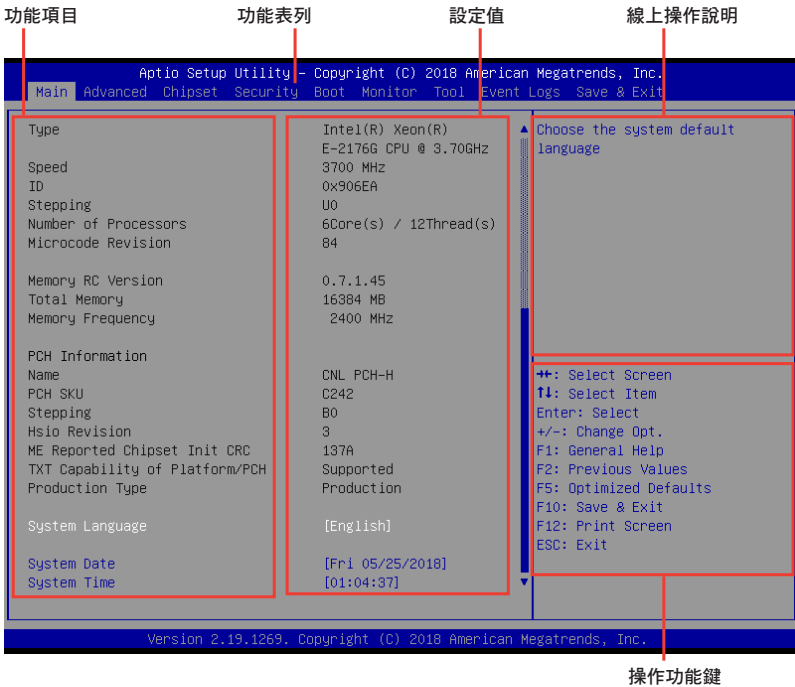 功能項目 功能表列 設定值 線上操作說明
Aptio Setup Utility – Copyright (C) 2018 American Megatrends, Inc.
Main Advanced Chipset Security Boot Monitor Tool Event Logs Save & Exit
Type Intel(R) Xeon(R)
E-2176G CPU @ 3.70GHz
Speed 3700 MHz
ID 0x906EA
Stepping U0
Number of Processors 6Core(s) / 12Thread(s)
Microcode Revision 84
Memory RC Version 0.7.1.45
Total Memory 16384 MB
Memory Frequency 2400 MHz
PCH Information
Name CNL PCH-H
PCH SKU C242
Stepping B0
Hsio Revision 3
ME Reported Chipset Init CRC 137A
TXT Capability of Platform/PCH Supported
Production Type Production
System Language [English]
System Date [Fri 05/25/2018]
System Time [01:04:37]
Choose the system default
language
→←: Select Screen
↑↓: Select Item
Enter: Select
+/-: Change Opt.
F1: General Help
F2: Previous Values
F5: Optimized Defaults
F10: Save & Exit
F12: Print Screen
ESC: Exit
Version 2.19.1269. Copyright (C) 2018 American Megatrends, Inc.
操作功能鍵